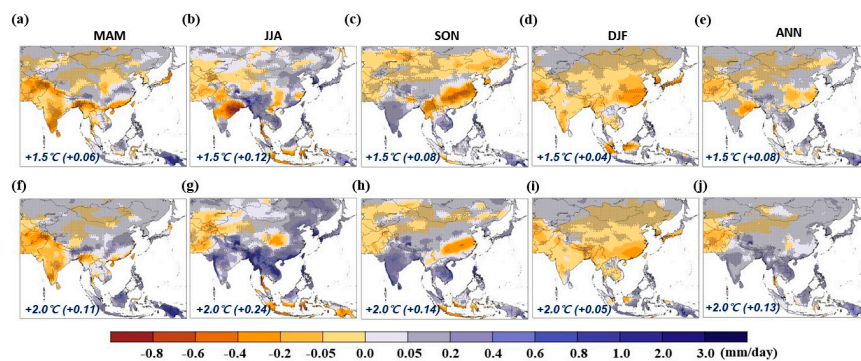 (a) MAM (b) JJA (c) SON (d) DJF (e) ANN
+1.5℃ (+0.06) +1.5℃ (+0.12) +1.5℃ (+0.08) +1.5℃ (+0.04) +1.5℃ (+0.08)
(f) (g) (h) (i) (j)
+2.0℃ (+0.11) +2.0℃ (+0.24) +2.0℃ (+0.14) +2.0℃ (+0.05) +2.0℃ (+0.13)
-0.8 -0.6 -0.4 -0.2 -0.05 0.0 0.05 0.2 0.4 0.6 0.8 1.0 2.0 3.0 (mm/day)